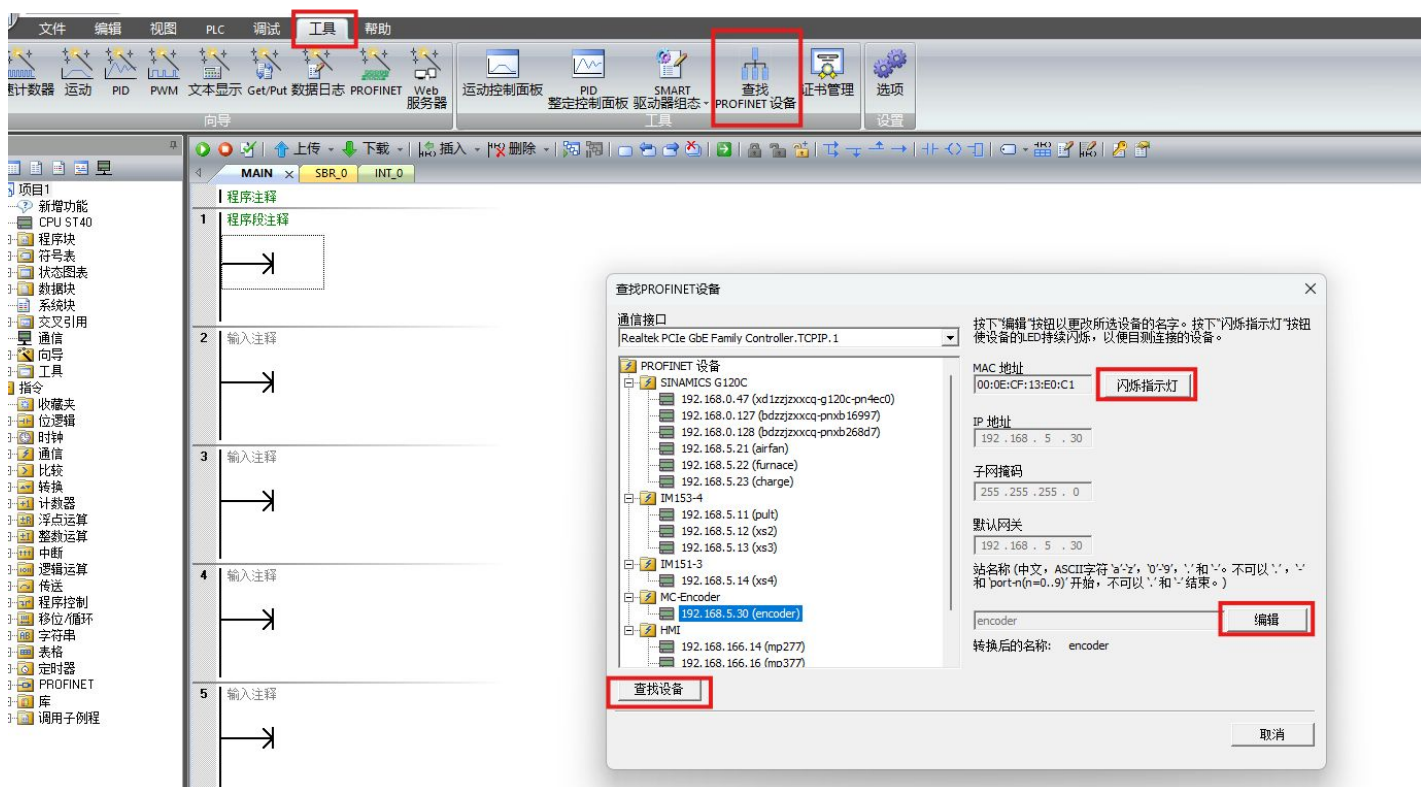 文件 编辑 视图 PLC 调试 工具 帮助
速计数器 运动 PID PWM 文本显示 Get/Put 数据日志 PROFINET Web 服务器
运动控制面板 PID 整定控制面板 SMART 驱动器组态 查找 PROFINET 设备 证书管理 选项
向导 工具 设置
上传 下载 插入 删除
MAIN SBR_0 INT_0
项目1
新增功能
CPU ST40
程序块
符号表
状态图表
数据块
系统块
交叉引用
通信
向导
工具
指令
收藏夹
位逻辑
时钟
通信
比较
转换
计数器
浮点运算
整数运算
中断
逻辑运算
传送
程序控制
移位/循环
字符串
表格
定时器
PROFINET
库
调用子例程
程序注释
1 程序段注释
2 输入注释
3 输入注释
4 输入注释
5 输入注释
查找PROFINET设备
通信接口
Realtek PCIe GbE Family Controller.TCPIP.1
PROFINET 设备
SINAMICS G120C
192.168.0.47 (xd1zzjzxxcq-g120c-pn4ec0)
192.168.0.127 (bdzzjzxxcq-pnxb16997)
192.168.0.128 (bdzzjzxxcq-pnxb268d7)
192.168.5.21 (airfan)
192.168.5.22 (furnace)
192.168.5.23 (charge)
IM153-4
192.168.5.11 (pult)
192.168.5.12 (xs2)
192.168.5.13 (xs3)
IM151-3
192.168.5.14 (xs4)
MC-Encoder
192.168.5.30 (encoder)
HMI
192.168.166.14 (mp277)
192.168.166.16 (mp377)
查找设备
按下"编辑"按钮以更改所选设备的名字。按下"闪烁指示灯"按钮
使设备的LED持续闪烁，以便目测连接的设备。
MAC 地址
00:0E:CF:13:E0:C1 闪烁指示灯
IP 地址
192 .168 . 5 . 30
子网掩码
255 .255 .255 . 0
默认网关
192 .168 . 5 . 30
站名称 (中文，ASCII字符 'a'-'z'，'0'-'9'，'.'和 '-'。不可以 '.'，'-'
和 'port-n(n=0..9)' 开始，不可以 '.' 和 '-' 结束。)
encoder 编辑
转换后的名称: encoder
取消